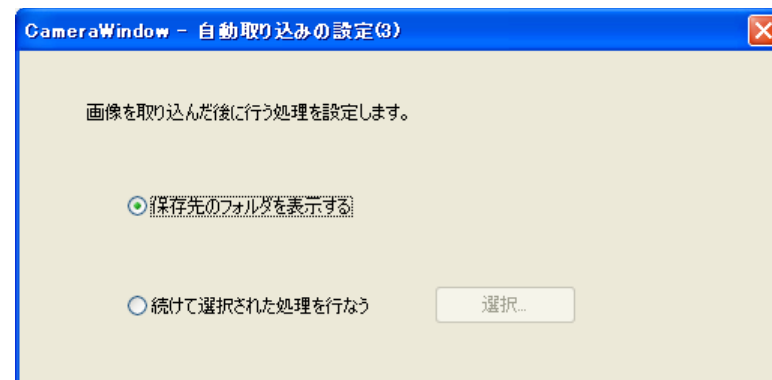 CameraWindow - 自動取り込みの設定(3)
画像を取り込んだ後に行う処理を設定します。
保存先のフォルダを表示する
続けて選択された処理を行なう
選択...